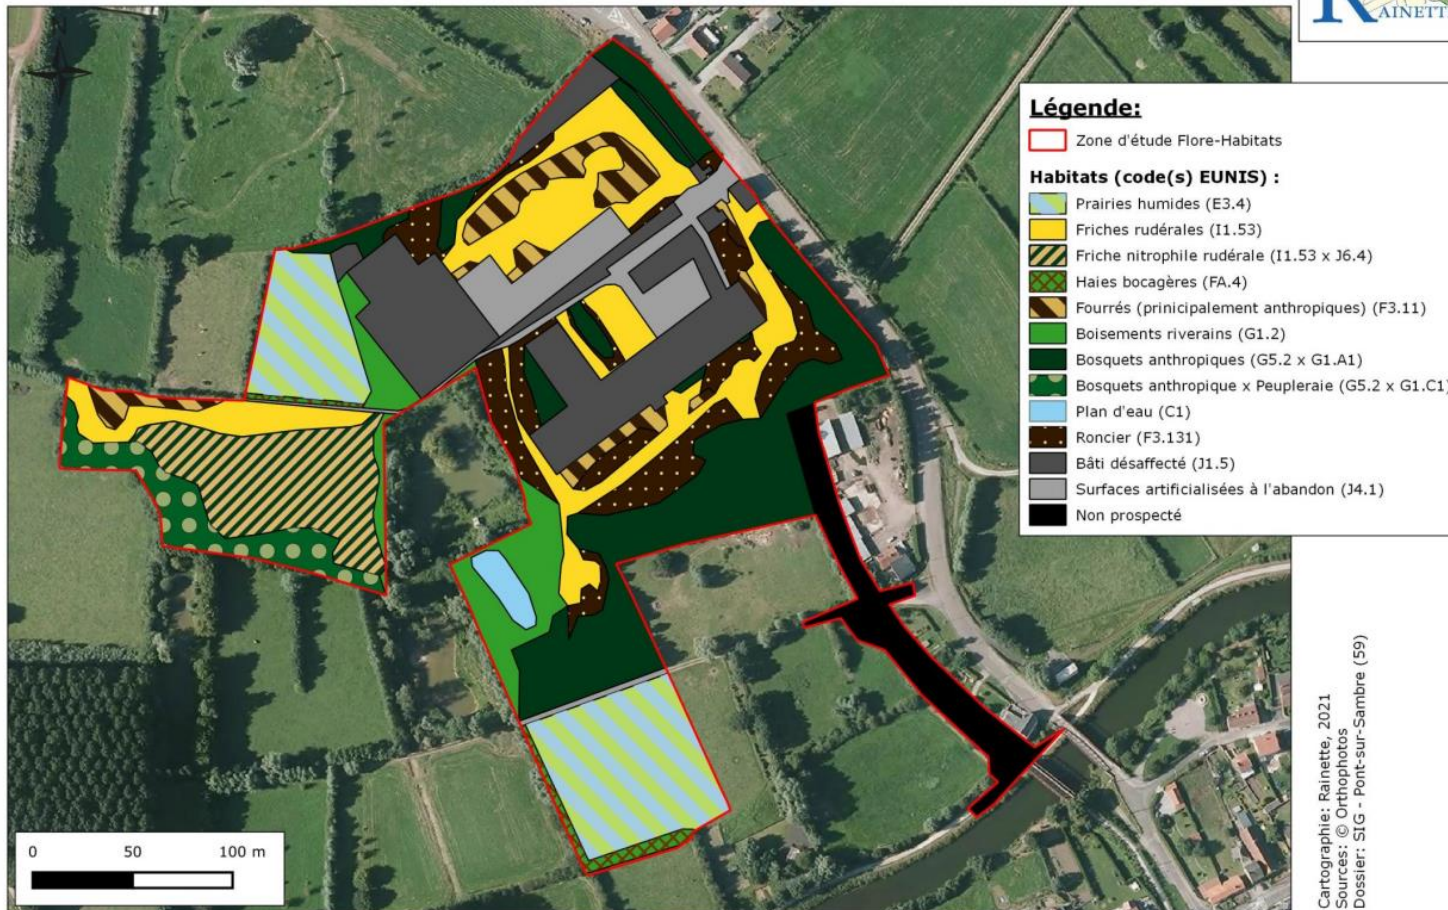 RAINETT
Légende:
Zone d'étude Flore-Habitats
Habitats (code(s) EUNIS) :
Prairies humides (E3.4)
Friches rudérales (I1.53)
Friche nitrophile rudérale (I1.53 x J6.4)
Haies bocagères (FA.4)
Fourrés (prinicipalement anthropiques) (F3.11)
Boisements riverains (G1.2)
Bosquets anthropiques (G5.2 x G1.A1)
Bosquets anthropique x Peupleraie (G5.2 x G1.C1)
Plan d'eau (C1)
Roncier (F3.131)
Bâti désaffecté (J1.5)
Surfaces artificialisées à l'abandon (J4.1)
Non prospecté
0 50 100 m
Cartographie: Rainette, 2021
Sources: © Orthophotos
Dossier: SIG - Pont-sur-Sambre (59)